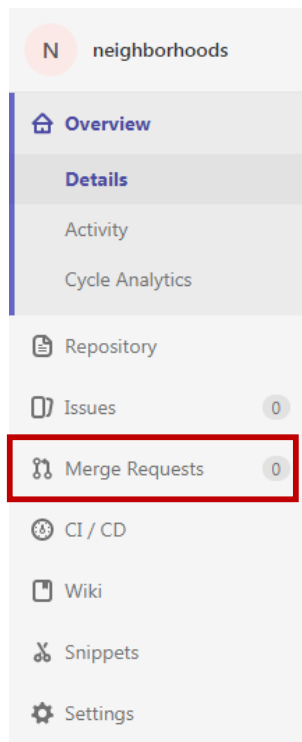 N neighborhoods
Overview
Details
Activity
Cycle Analytics
Repository
Issues 0
Merge Requests 0
CI / CD
Wiki
Snippets
Settings